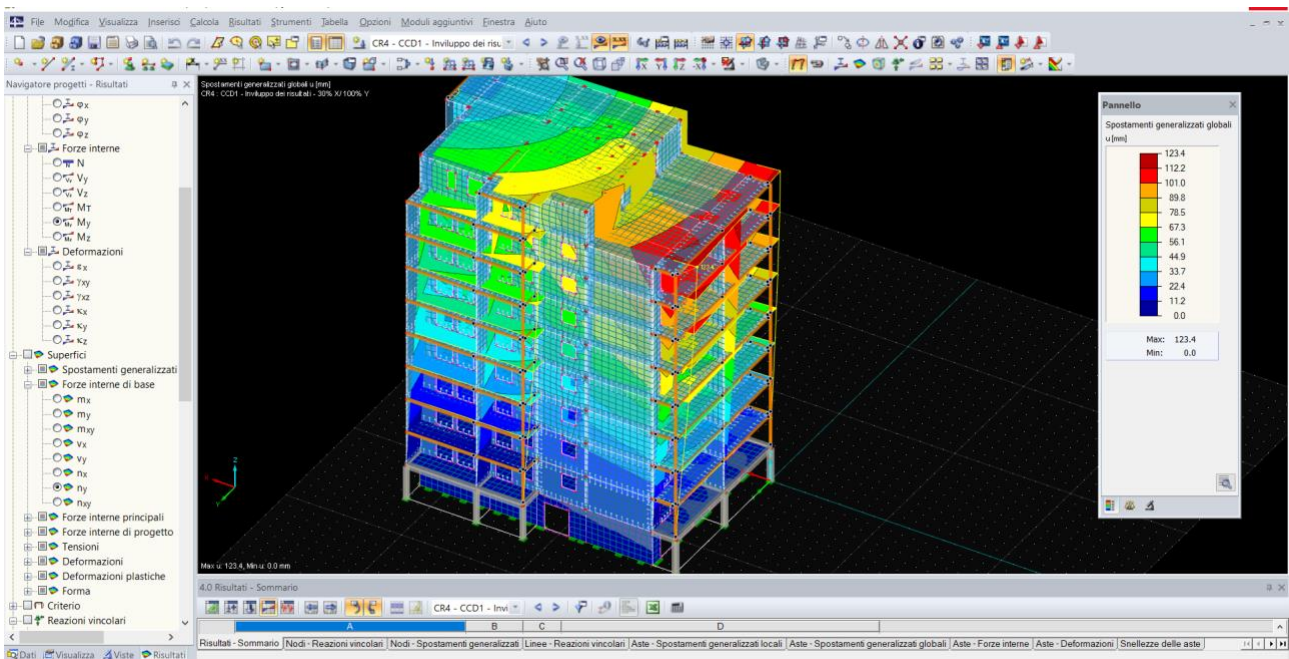 File Modifica Visualizza Inserisci Calcola Risultati Strumenti Tabella Opzioni Moduli aggiuntivi Finestra Aiuto
CR4 - CCD1 - Inviluppo dei risu
Navigatore progetti - Risultati
φx
φy
φz
Forze interne
N
Vy
Vz
MT
My
Mz
Deformazioni
εx
γxy
γxz
κx
κy
κz
Superfici
Spostamenti generalizzati
Forze interne di base
mx
my
mxy
vx
vy
nx
ny
nxy
Forze interne principali
Forze interne di progetto
Tensioni
Deformazioni
Deformazioni plastiche
Forma
Criterio
Reazioni vincolari
Dati Visualizza Viste Risultati
Spostamenti generalizzati globali u [mm]
CR4 : CCD1 - Inviluppo dei risultati - 30% X/ 100% Y
123.4
Z
X
Y
Max u: 123.4, Min u: 0.0 mm
Pannello
Spostamenti generalizzati globali
u [mm]
123.4
112.2
101.0
89.8
78.5
67.3
56.1
44.9
33.7
22.4
11.2
0.0
Max: 123.4
Min: 0.0
4.0 Risultati - Sommario
CR4 - CCD1 - Invi
A B C D
Risultati - Sommario Nodi - Reazioni vincolari Nodi - Spostamenti generalizzati Linee - Reazioni vincolari Aste - Spostamenti generalizzati locali Aste - Spostamenti generalizzati globali Aste - Forze interne Aste - Deformazioni Snellezze delle aste